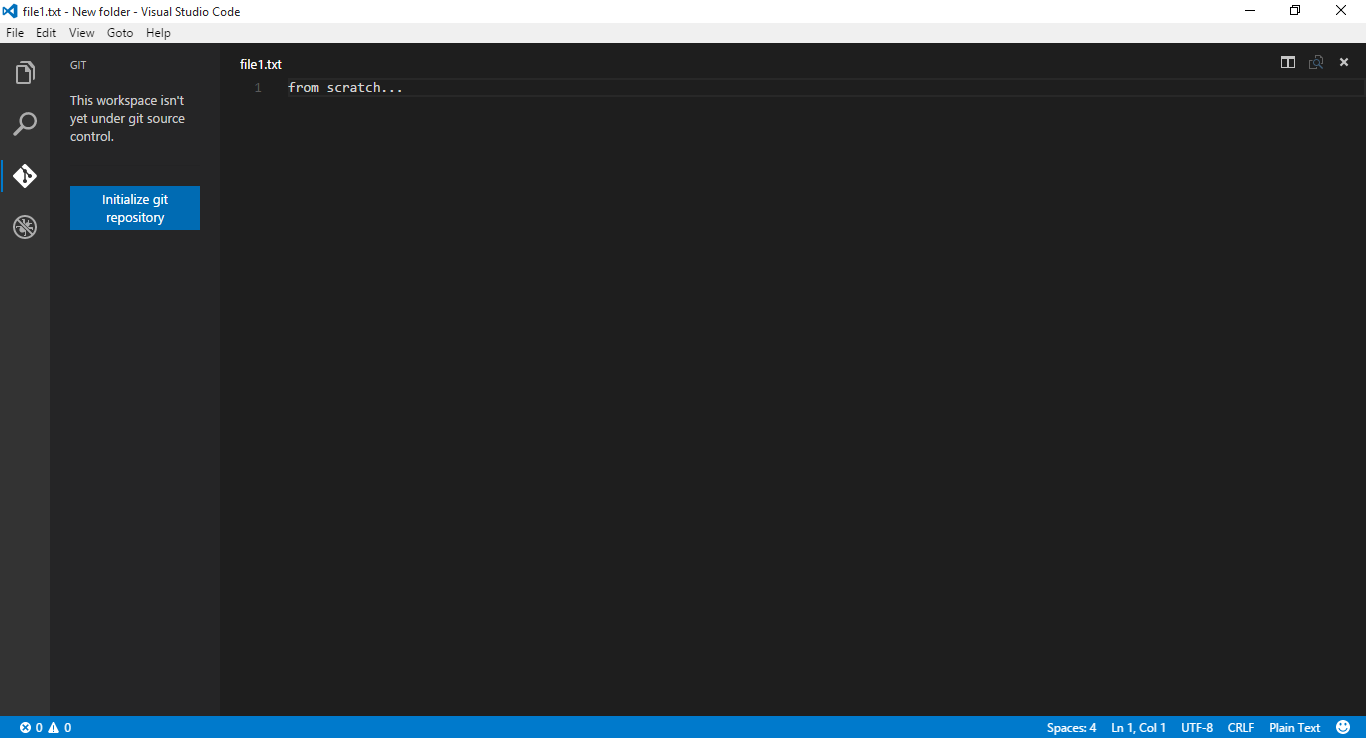 file1.txt - New folder - Visual Studio Code
File Edit View Goto Help
GIT
This workspace isn't
yet under git source
control.
Initialize git
repository
file1.txt
1 from scratch...
0 0
Spaces: 4 Ln 1, Col 1 UTF-8 CRLF Plain Text